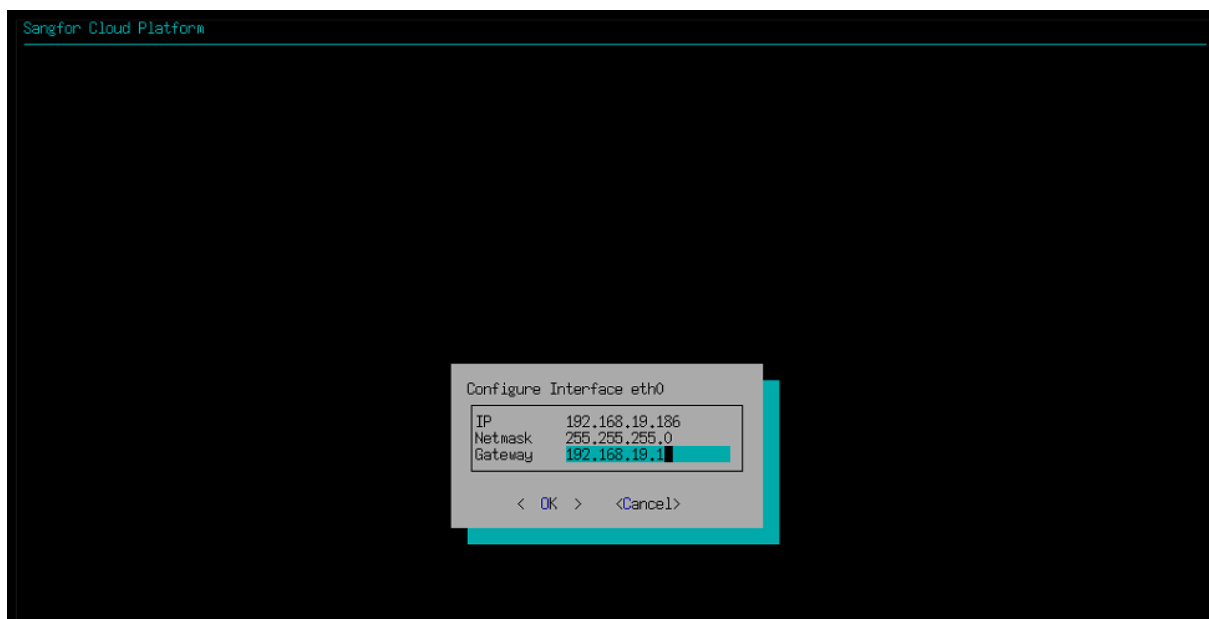 Sangfor Cloud Platform
Configure Interface eth0
IP 192.168.19.186
Netmask 255.255.255.0
Gateway 192.168.19.1
< OK > <Cancel>